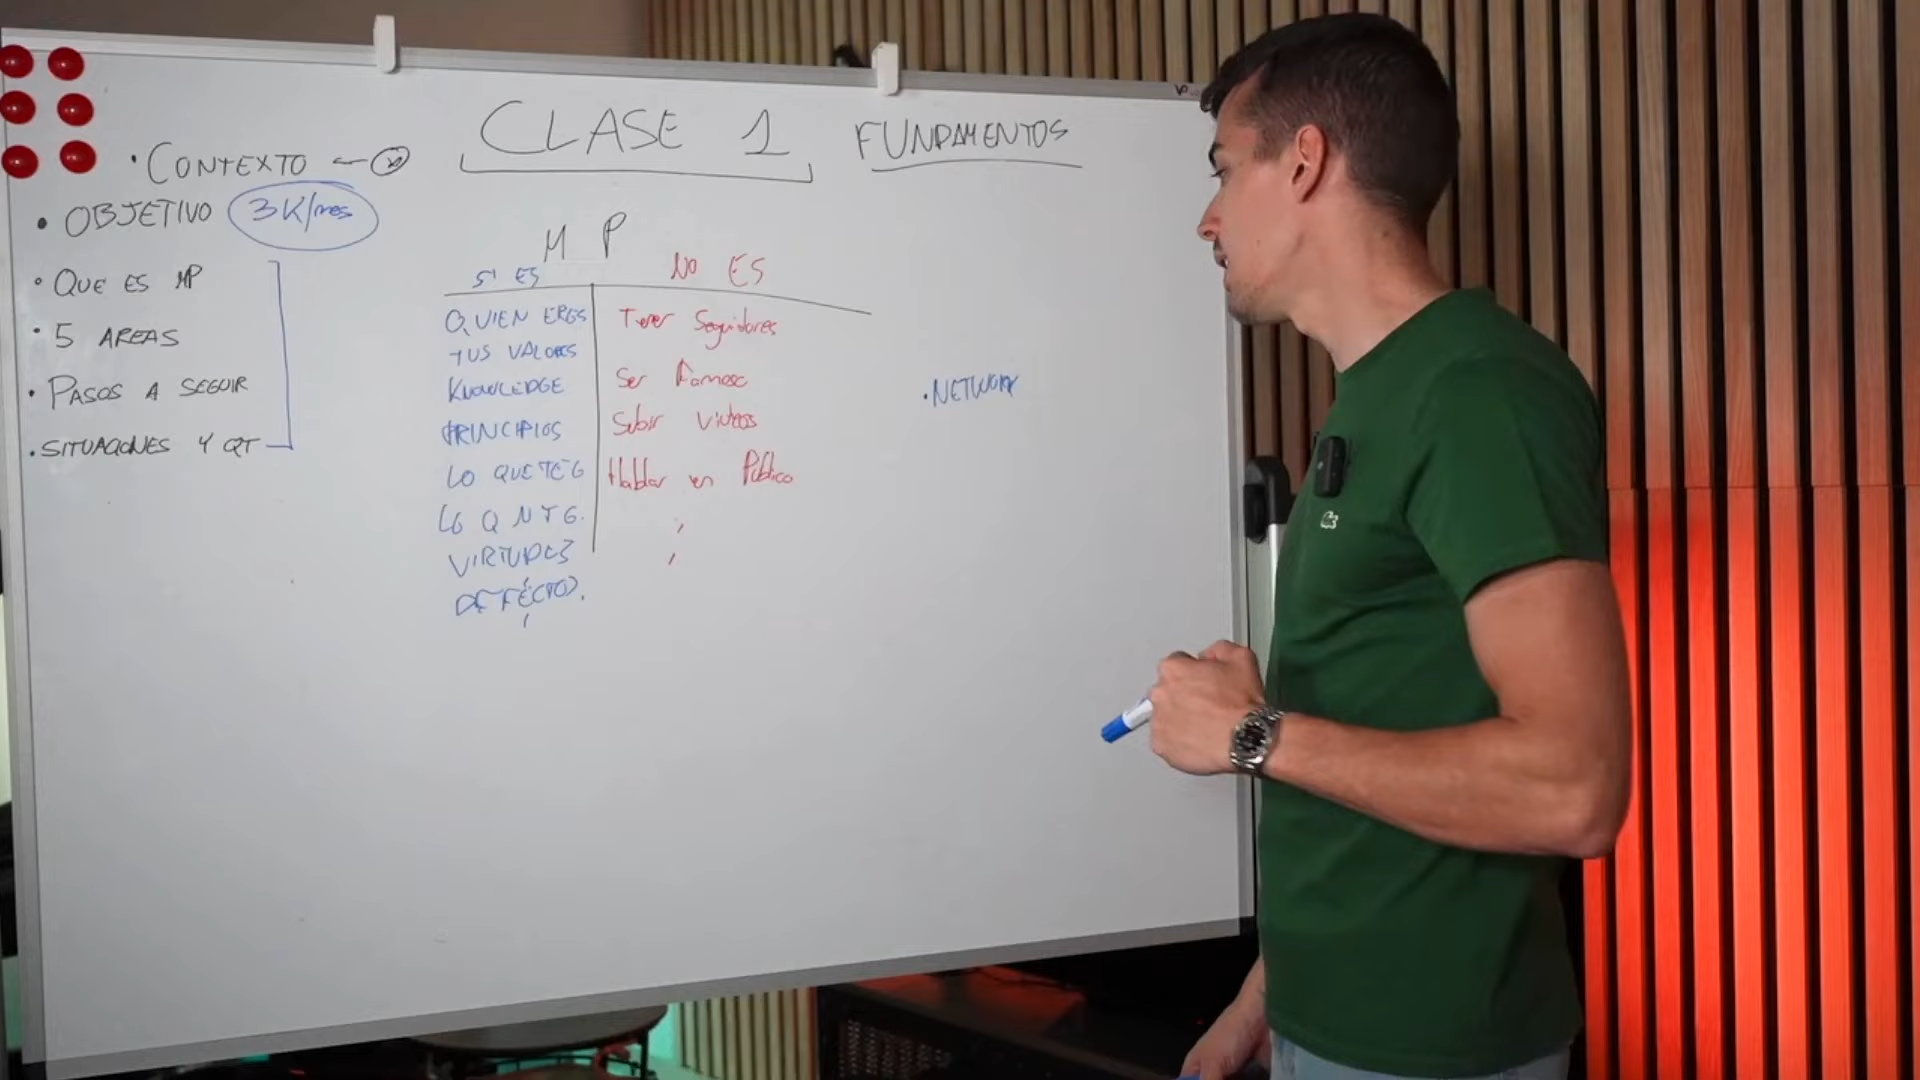 CLASE 1 FUNDAMENTOS
• CONTEXTO
• OBJETIVO 3K/mes
• QUE ES MP
• 5 AREAS
• PASOS A SEGUIR
• SITUACIONES Y QT
M P
SI ES NO ES
QUIEN ERES
TUS VALORES
KNOWLEDGE
PRINCIPIOS
LO QUE TE G
LO Q N T G.
VIRTUDES
DEFECTOS.
Tener Seguidores
Ser Famoso
Subir Videos
Hablar en Público
• NETWORK